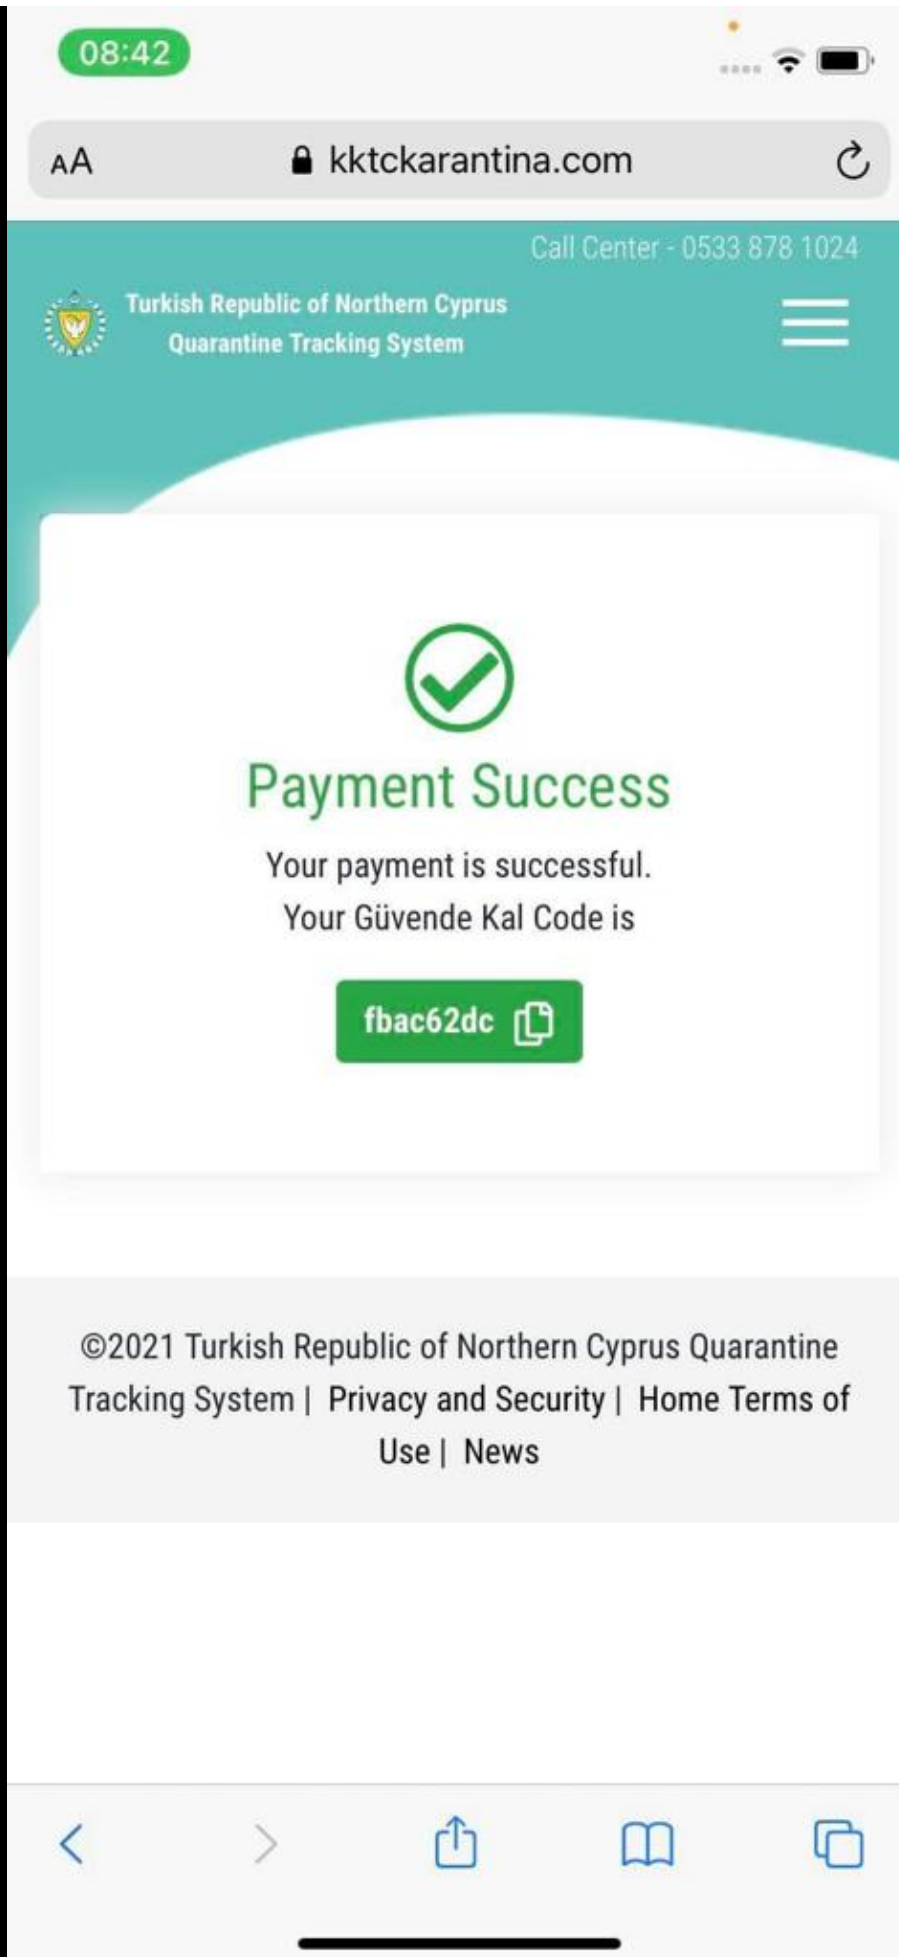 08:42
AA kktckarantina.com
Call Center - 0533 878 1024
Turkish Republic of Northern Cyprus
Quarantine Tracking System
Payment Success
Your payment is successful.
Your Güvende Kal Code is
fbac62dc
©2021 Turkish Republic of Northern Cyprus Quarantine
Tracking System | Privacy and Security | Home Terms of
Use | News